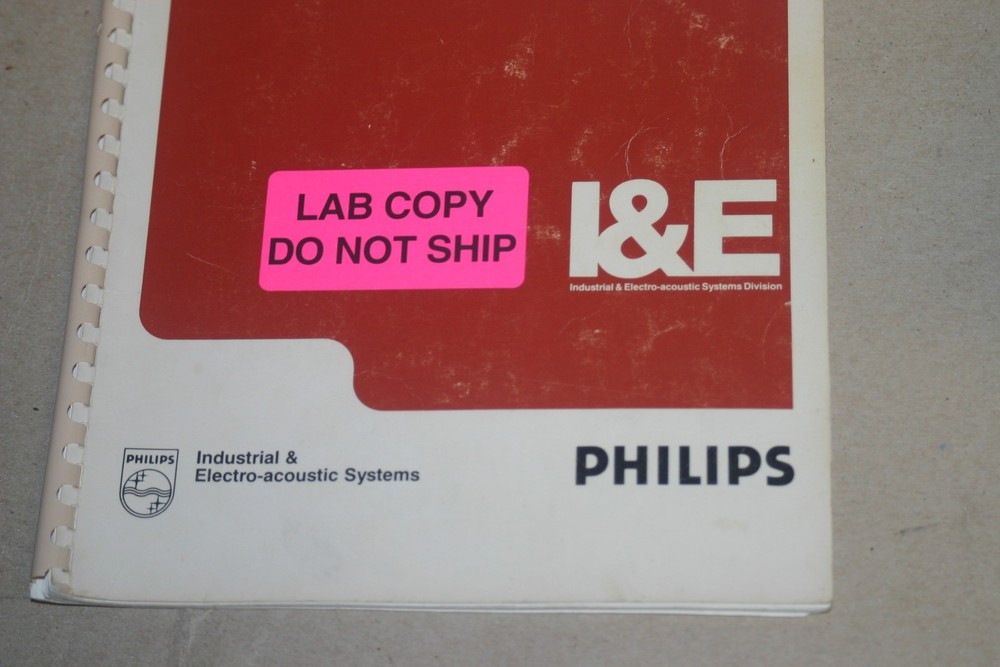 LAB COPY
DO NOT SHIP
I&E
Industrial & Electro-acoustic Systems Division
PHILIPS
Industrial &
Electro-acoustic Systems
PHILIPS